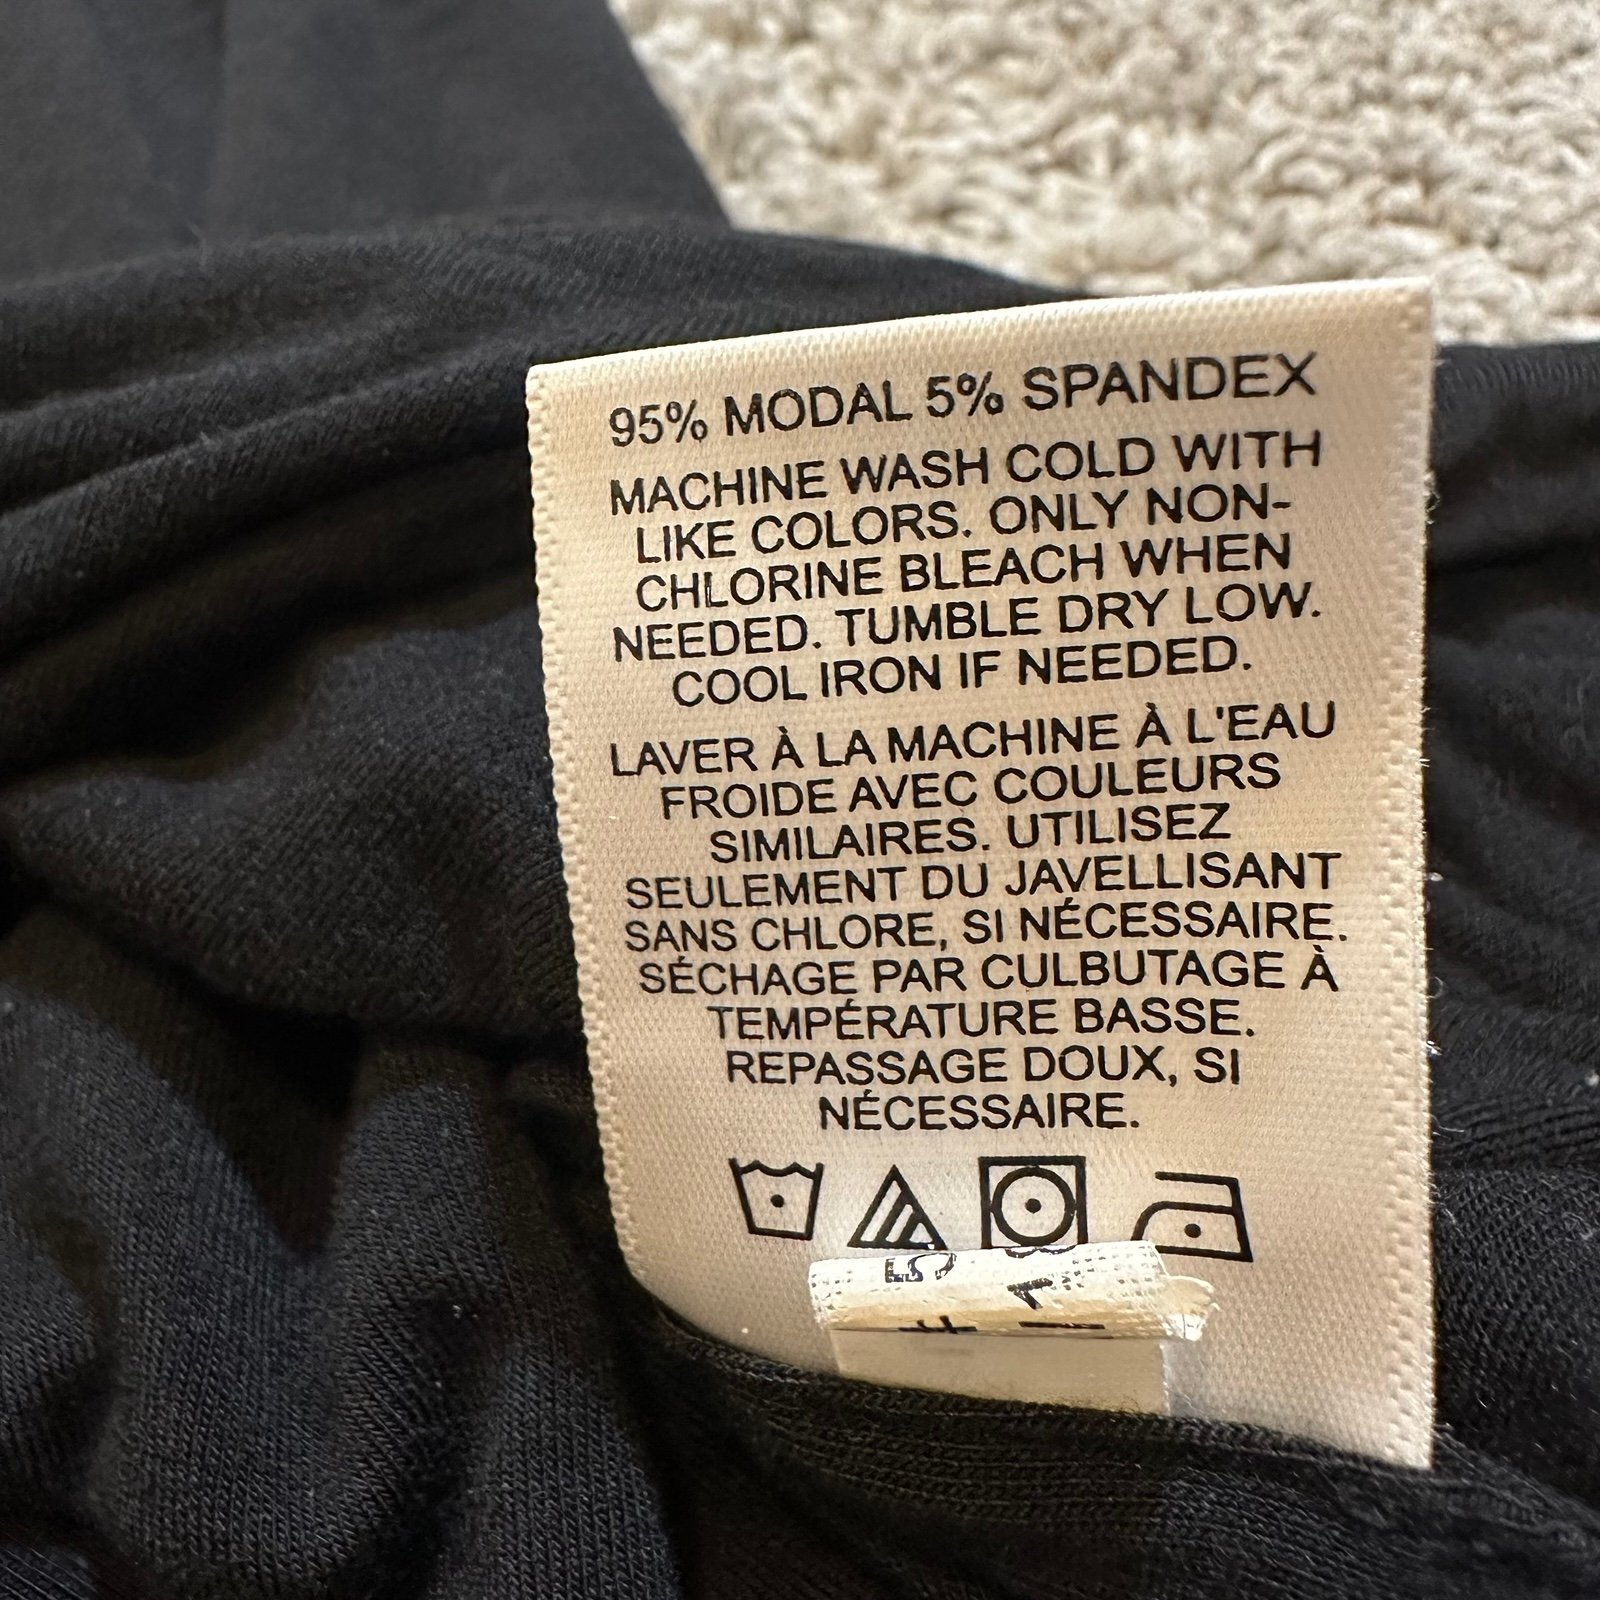 95% MODAL 5% SPANDEX
MACHINE WASH COLD WITH
LIKE COLORS. ONLY NON-
CHLORINE BLEACH WHEN
NEEDED. TUMBLE DRY LOW.
COOL IRON IF NEEDED.
LAVER À LA MACHINE À L'EAU
FROIDE AVEC COULEURS
SIMILAIRES. UTILISEZ
SEULEMENT DU JAVELLISANT
SANS CHLORE, SI NÉCESSAIRE.
SÉCHAGE PAR CULBUTAGE À
TEMPÉRATURE BASSE.
REPASSAGE DOUX, SI
NÉCESSAIRE.